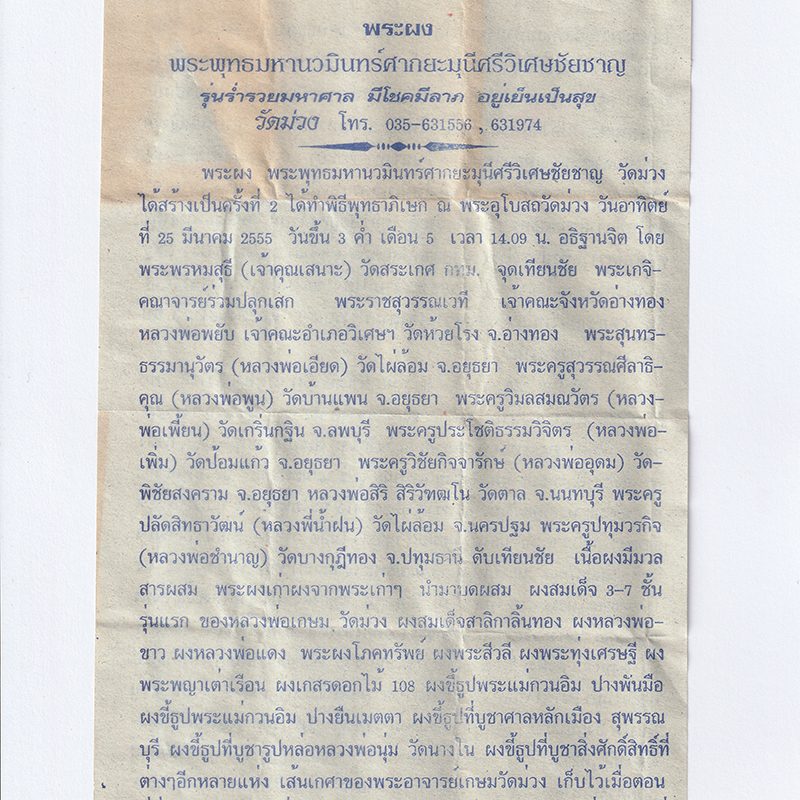 พระผง
พระพุทธมหานวมินทร์ศากยะมุนีศรีวิเศษชัยชาญ
รุ่นร่ำรวยมหาศาล มีโชคมีลาภ อยู่เย็นเป็นสุข
วัดม่วง โทร. 035-631556 , 631974
พระผง พระพุทธมหานวมินทร์ศากยะมุนีศรีวิเศษชัยชาญ วัดม่วง
ได้สร้างเป็นครั้งที่ 2 ได้ทำพิธีพุทธาภิเษก ณ พระอุโบสถวัดม่วง วันอาทิตย์
ที่ 25 มีนาคม 2555 วันขึ้น 3 ค่ำ เดือน 5 เวลา 14.09 น. อธิฐานจิต โดย
พระพรหมสุธี (เจ้าคุณเสนาะ) วัดสระเกศ กทม. จุดเทียนชัย พระเกจิ-
คณาจารย์ร่วมปลุกเสก พระราชสุวรรณเวที เจ้าคณะจังหวัดอ่างทอง
หลวงพ่อพยับ เจ้าคณะอำเภอวิเศษฯ วัดห้วยโรง จ.อ่างทอง พระสุนทร-
ธรรมานุวัตร (หลวงพ่อเอียด) วัดไผ่ล้อม จ.อยุธยา พระครูสุวรรณศีลาธิ-
คุณ (หลวงพ่อพูน) วัดบ้านแพน จ.อยุธยา พระครูวิมลสมณวัตร (หลวง-
พ่อเพี้ยน) วัดเกริ่นกฐิน จ.ลพบุรี พระครูประโชติธรรมวิจิตร (หลวงพ่อ-
เพิ่ม) วัดป้อมแก้ว จ.อยุธยา พระครูวิชัยกิจจารักษ์ (หลวงพ่ออุดม) วัด-
พิชัยสงคราม จ.อยุธยา หลวงพ่อสิริ สิริวัฑฒโน วัดตาล จ.นนทบุรี พระครู
ปลัดสิทธาวัฒน์ (หลวงพี่น้ำฝน) วัดไผ่ล้อม จ.นครปฐม พระครูปทุมวรกิจ
(หลวงพ่อชำนาญ) วัดบางกุฎีทอง จ.ปทุมธานี ดับเทียนชัย เนื้อผงมีมวล
สารผสม พระผงเก่าผงจากพระเก่าๆ นำมาบดผสม ผงสมเด็จ 3-7 ชั้น
รุ่นแรก ของหลวงพ่อเกษม วัดม่วง ผงสมเด็จสาลิกาลิ้นทอง ผงหลวงพ่อ-
ขาว ผงหลวงพ่อแดง พระผงโภคทรัพย์ ผงพระสีวลี ผงพระทุ่งเศรษฐี ผง
พระพญาเต่าเรือน ผงเกสรดอกไม้ 108 ผงขี้ธูปพระแม่กวนอิม ปางพันมือ
ผงขี้ธูปพระแม่กวนอิม ปางยืนเมตตา ผงขี้ธูปที่บูชาศาลหลักเมือง สุพรรณ
บุรี ผงขี้ธูปที่บูชารูปหล่อหลวงพ่อนุ่ม วัดนางใน ผงขี้ธูปที่บูชาสิ่งศักดิ์สิทธิ์ที่
ต่างๆอีกหลายแห่ง เส้นเกศาของพระอาจารย์เกษมวัดม่วง เก็บไว้เมื่อตอน